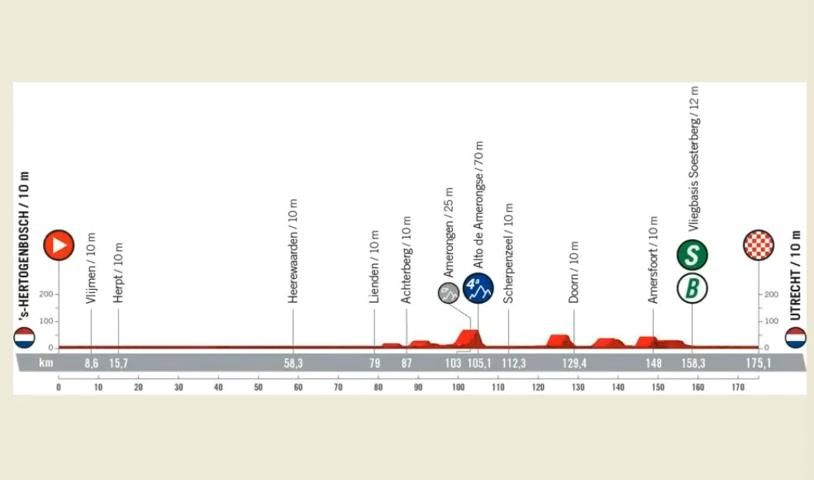 's-HERTOGENBOSCH / 10 m
Vlijmen / 10 m
Herpt / 10 m
Heerewaarden / 10 m
Lienden / 10 m
Achterberg / 10 m
Amerongen / 25 m
Alto de Amerongse / 70 m
Scherpenzeel / 10 m
Doorn / 10 m
Amersfoort / 10 m
Vliegbasis Soesterberg / 12 m
UTRECHT / 10 m
4ª
S
B
200
100
0
200
100
0
km 8,6 15,7 58,3 79 87 103 105,1 112,3 129,4 148 158,3 175,1
0 10 20 30 40 50 60 70 80 90 100 110 120 130 140 150 160 170